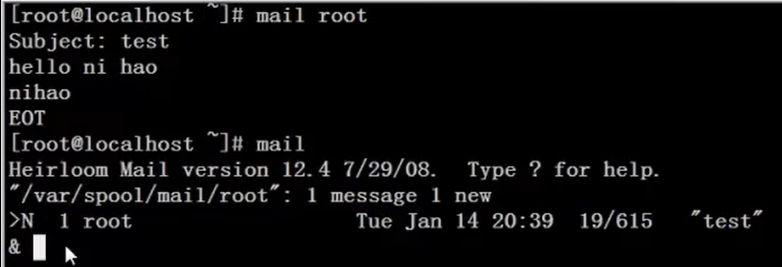 [root@localhost ~]# mail root
Subject: test
hello ni hao
nihao
EOT
[root@localhost ~]# mail
Heirloom Mail version 12.4 7/29/08.  Type ? for help.
"/var/spool/mail/root": 1 message 1 new
>N  1 root                  Tue Jan 14 20:39  19/615   "test"
&